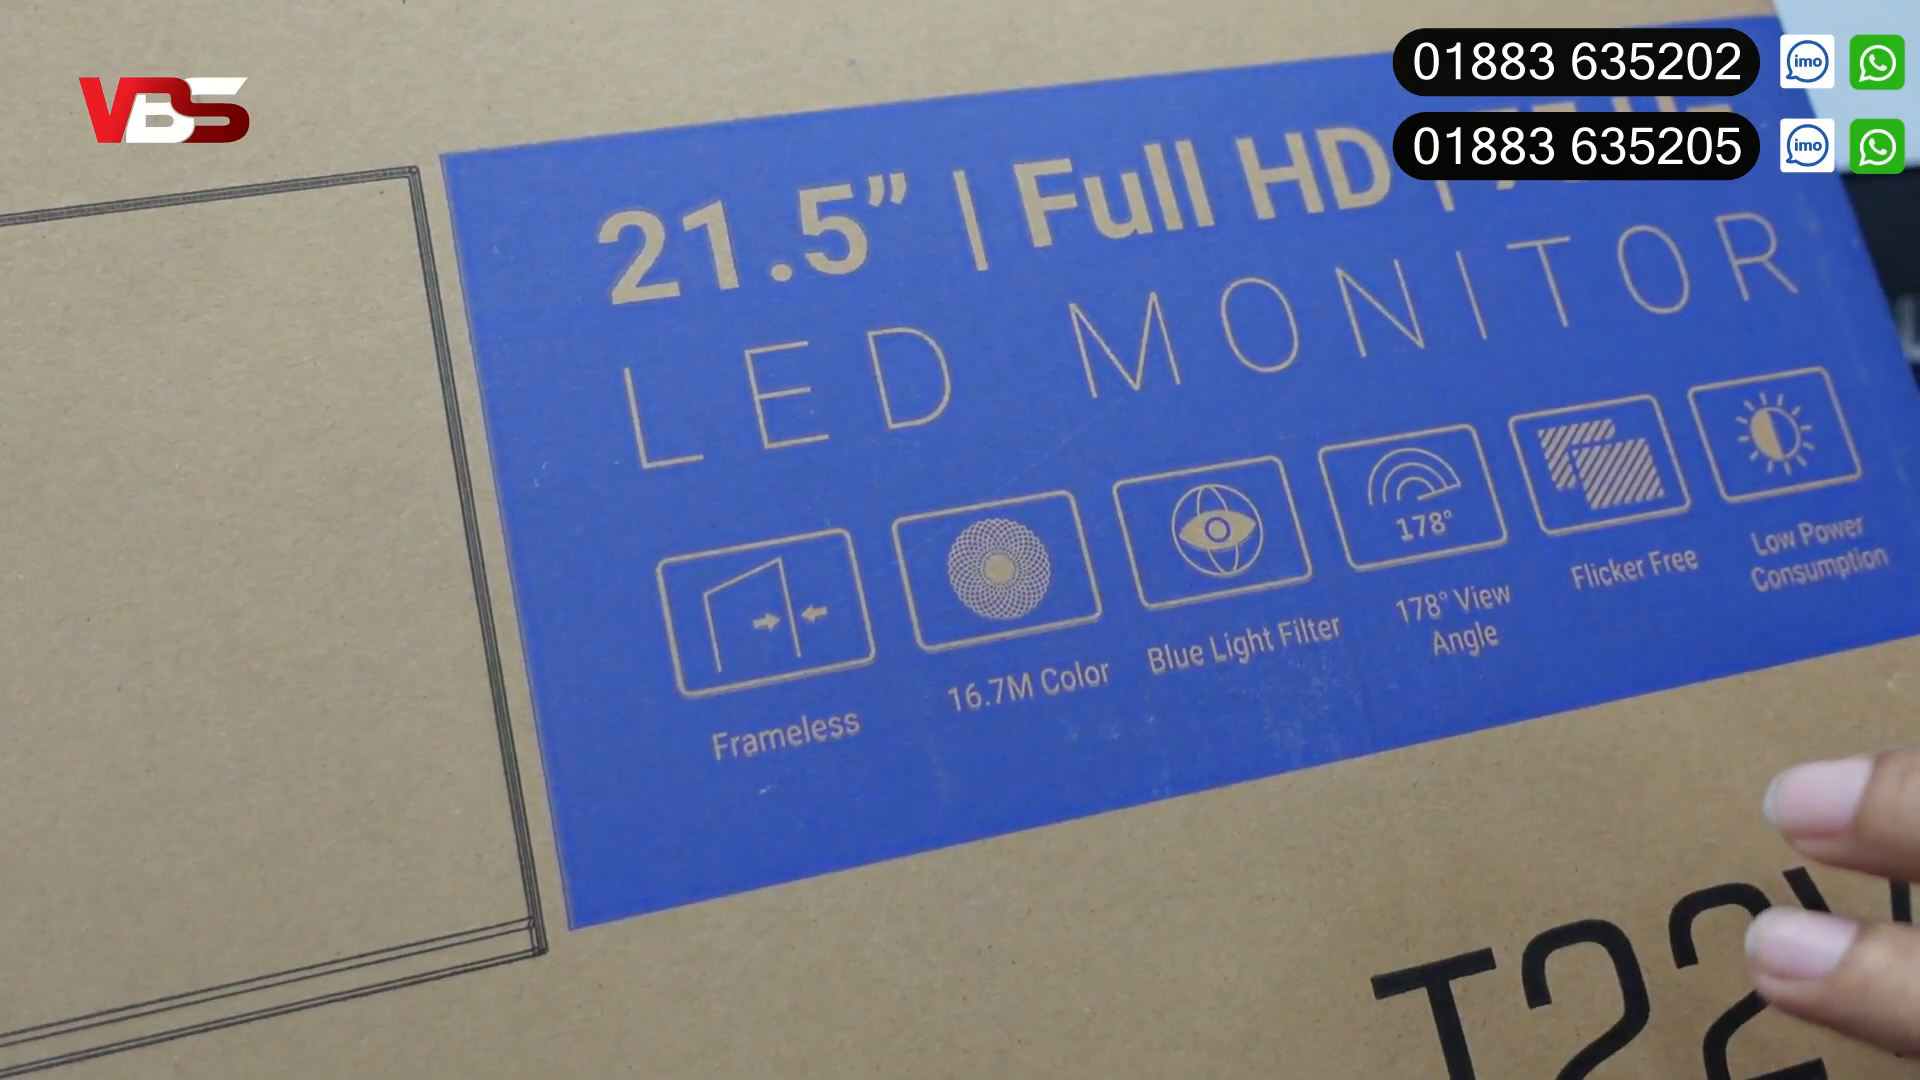 VBS
01883 635202
imo
01883 635205
imo
21.5” | Full HD |
LED MONITOR
178°
Frameless
16.7M Color
Blue Light Filter
178° View
Angle
Flicker Free
Low Power
Consumption
T22